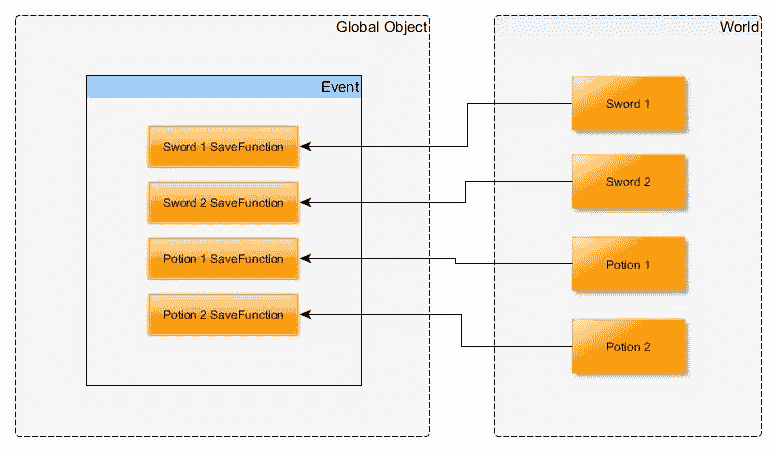 Global Object
World
Event
Sword 1 SaveFunction
Sword 2 SaveFunction
Potion 1 SaveFunction
Potion 2 SaveFunction
Sword 1
Sword 2
Potion 1
Potion 2